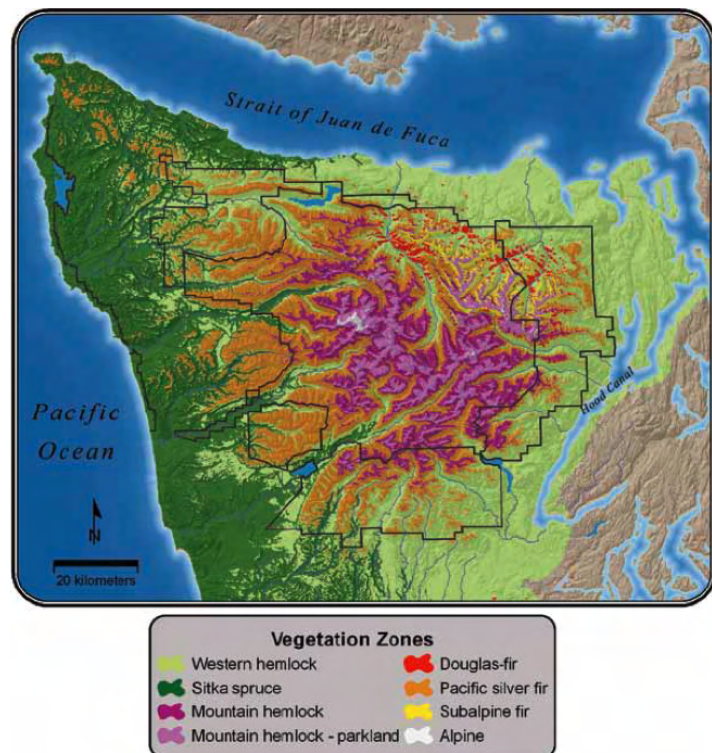 Strait of Juan de Fuca
Hood Canal
Pacific
Ocean
N
20 kilometers
Vegetation Zones
Western hemlock
Douglas-fir
Sitka spruce
Pacific silver fir
Mountain hemlock
Subalpine fir
Mountain hemlock - parkland
Alpine